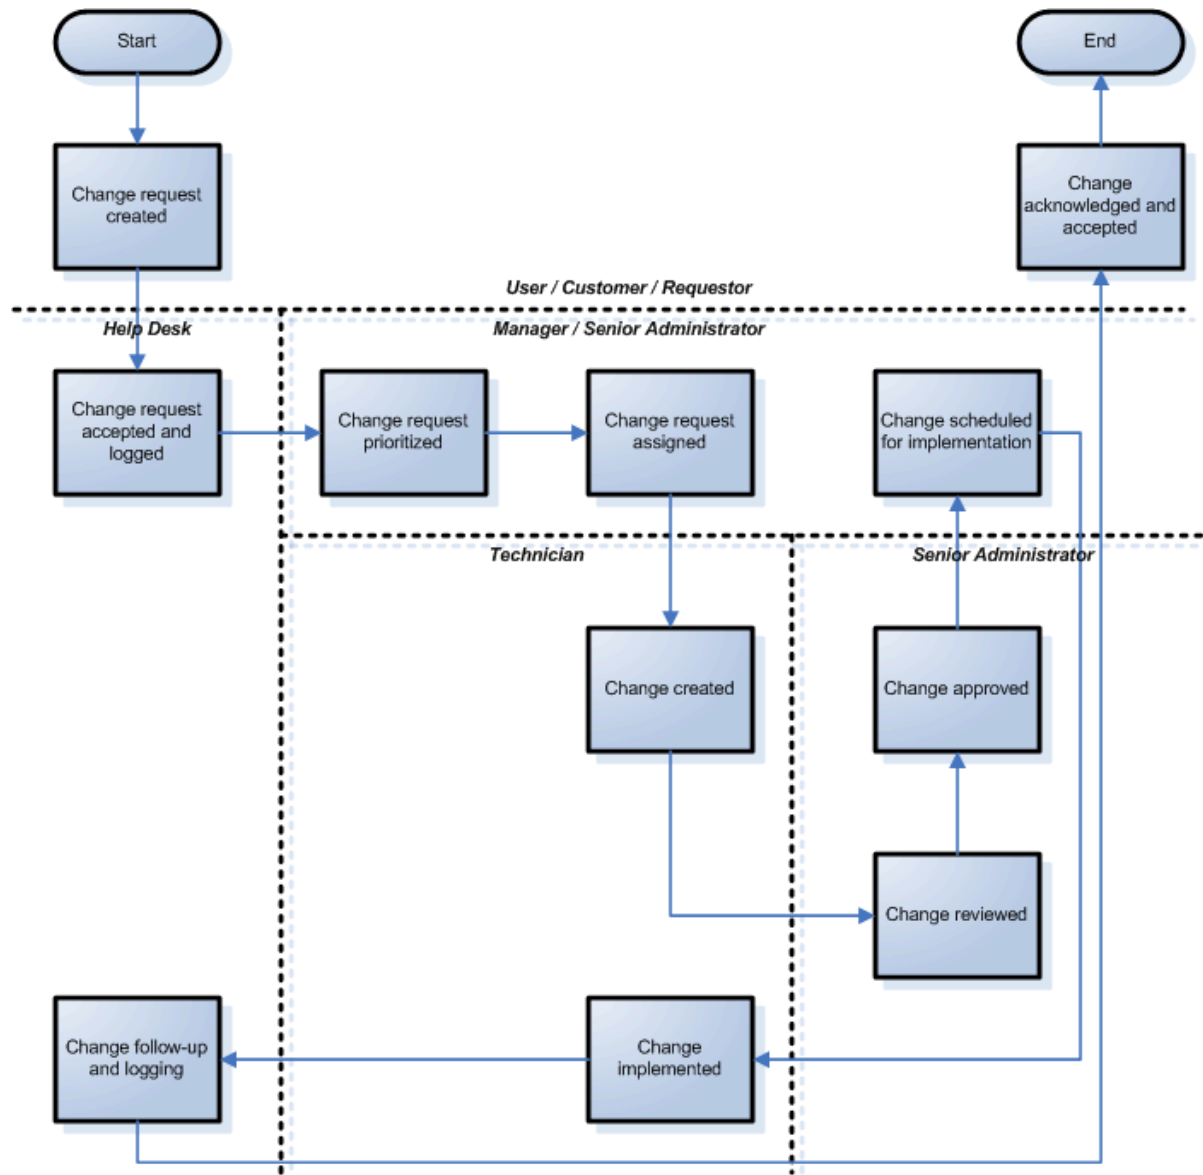 Start
End
Change request
created
Change
acknowledged and
accepted
User / Customer / Requestor
Help Desk
Manager / Senior Administrator
Change request
accepted and
logged
Change request
prioritized
Change request
assigned
Change scheduled
for implementation
Technician
Senior Administrator
Change created
Change approved
Change reviewed
Change follow-up
and logging
Change
implemented